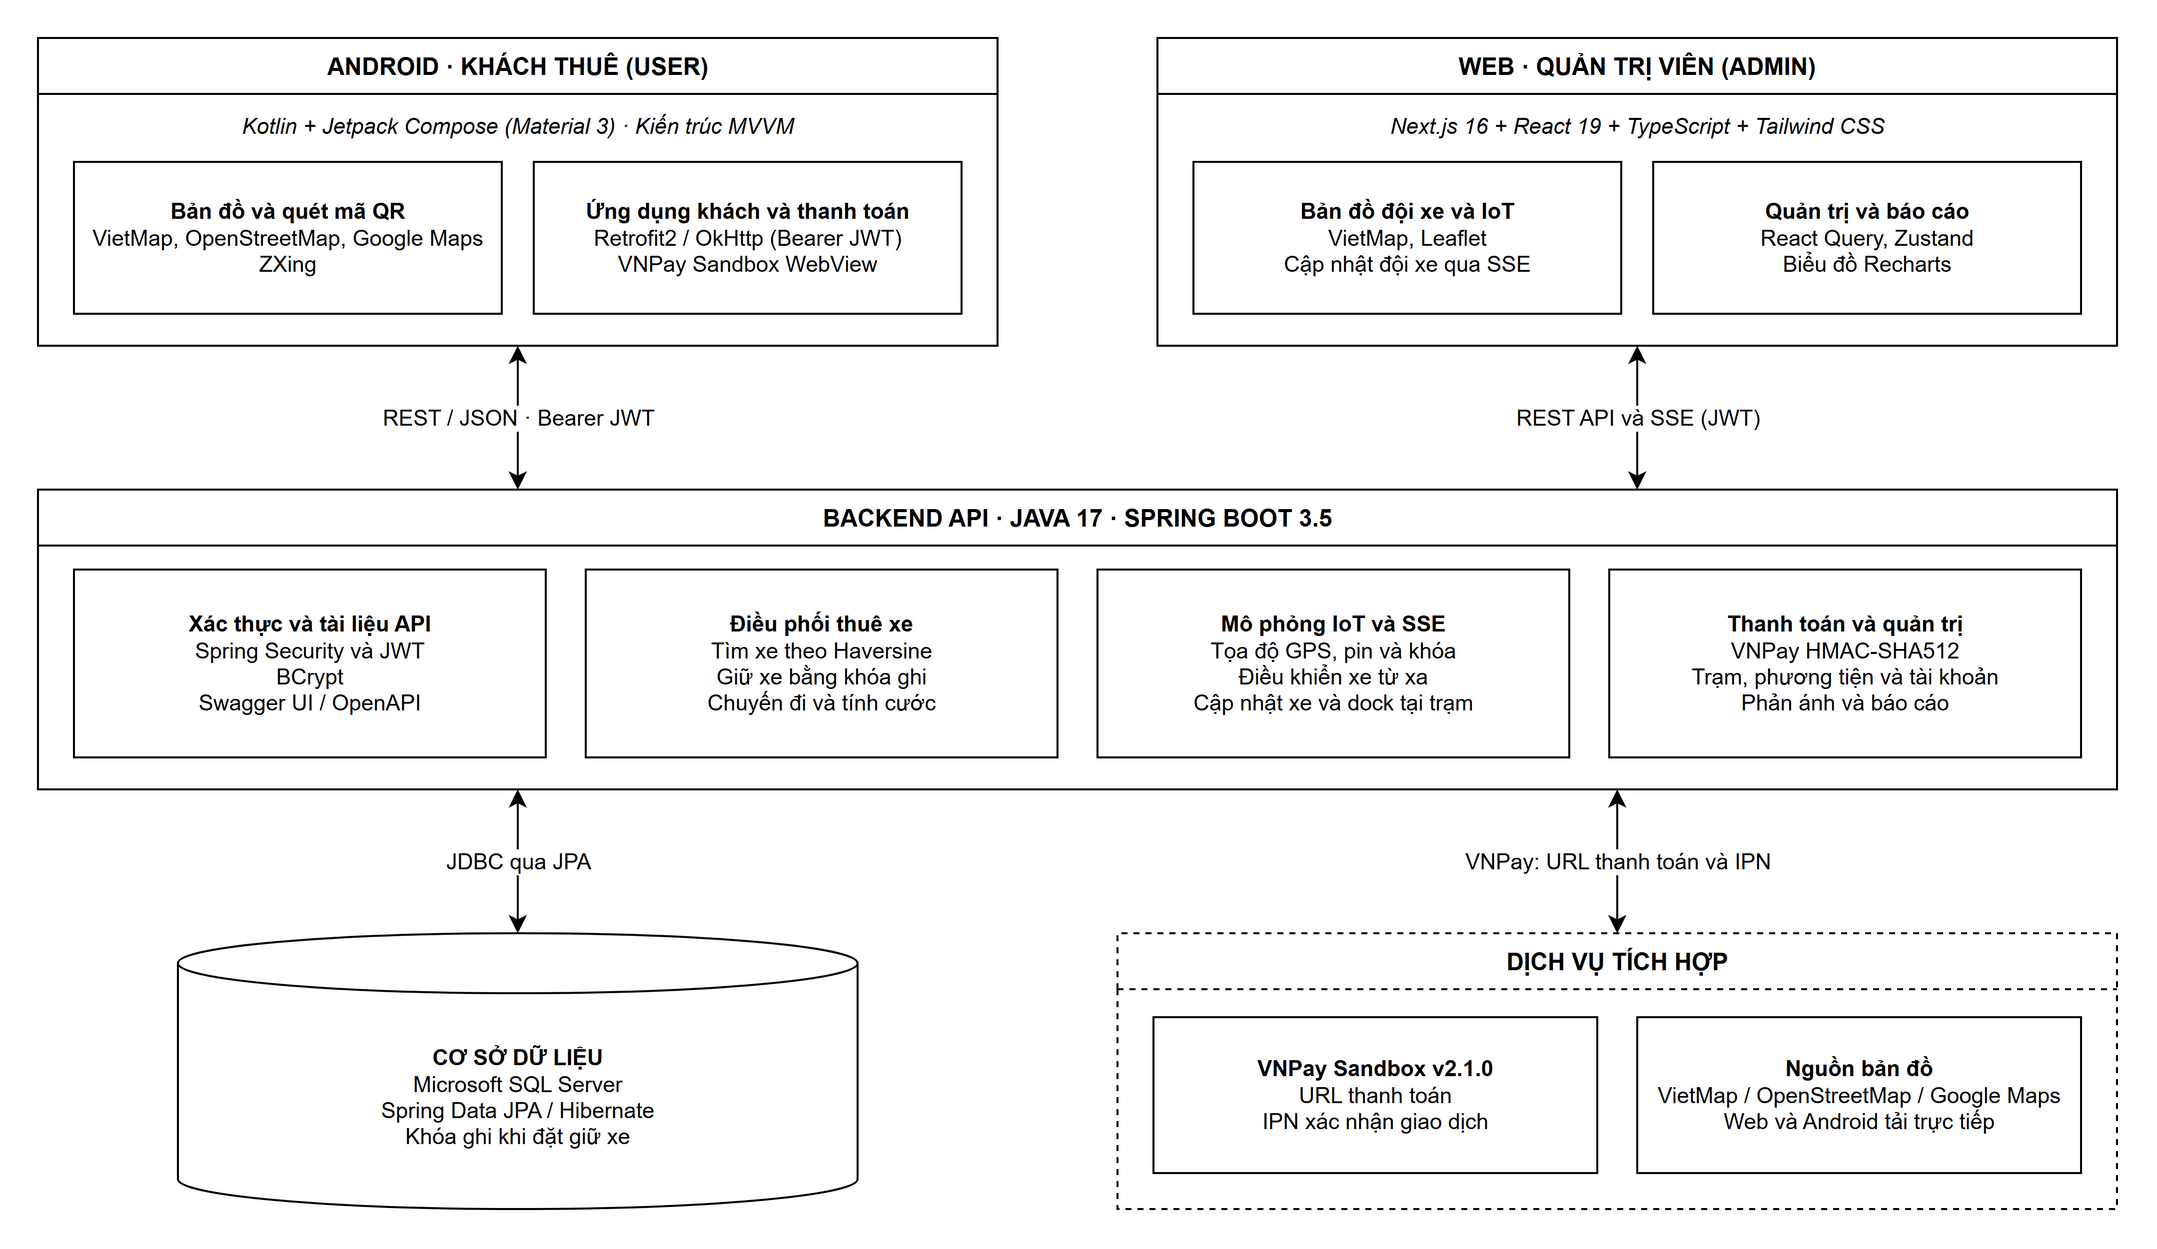 ANDROID · KHÁCH THUÊ (USER)
Kotlin + Jetpack Compose (Material 3) · Kiến trúc MVVM
Bản đồ và quét mã QR
VietMap, OpenStreetMap, Google Maps
ZXing
Ứng dụng khách và thanh toán
Retrofit2 / OkHttp (Bearer JWT)
VNPay Sandbox WebView
WEB · QUẢN TRỊ VIÊN (ADMIN)
Next.js 16 + React 19 + TypeScript + Tailwind CSS
Bản đồ đội xe và IoT
VietMap, Leaflet
Cập nhật đội xe qua SSE
Quản trị và báo cáo
React Query, Zustand
Biểu đồ Recharts
REST / JSON · Bearer JWT
REST API và SSE (JWT)
BACKEND API · JAVA 17 · SPRING BOOT 3.5
Xác thực và tài liệu API
Spring Security và JWT
BCrypt
Swagger UI / OpenAPI
Điều phối thuê xe
Tìm xe theo Haversine
Giữ xe bằng khóa ghi
Chuyến đi và tính cước
Mô phỏng IoT và SSE
Tọa độ GPS, pin và khóa
Điều khiển xe từ xa
Cập nhật xe và dock tại trạm
Thanh toán và quản trị
VNPay HMAC-SHA512
Trạm, phương tiện và tài khoản
Phản ánh và báo cáo
JDBC qua JPA
VNPay: URL thanh toán và IPN
CƠ SỞ DỮ LIỆU
Microsoft SQL Server
Spring Data JPA / Hibernate
Khóa ghi khi đặt giữ xe
DỊCH VỤ TÍCH HỢP
VNPay Sandbox v2.1.0
URL thanh toán
IPN xác nhận giao dịch
Nguồn bản đồ
VietMap / OpenStreetMap / Google Maps
Web và Android tải trực tiếp